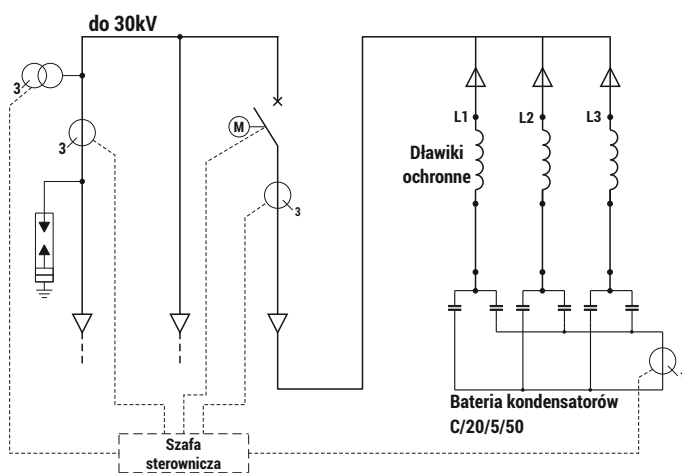 do 30kV
3
3
M
3
L1
L2
L3
Dławiki
ochronne
Bateria kondensatorów
C/20/5/50
Szafa
sterownicza